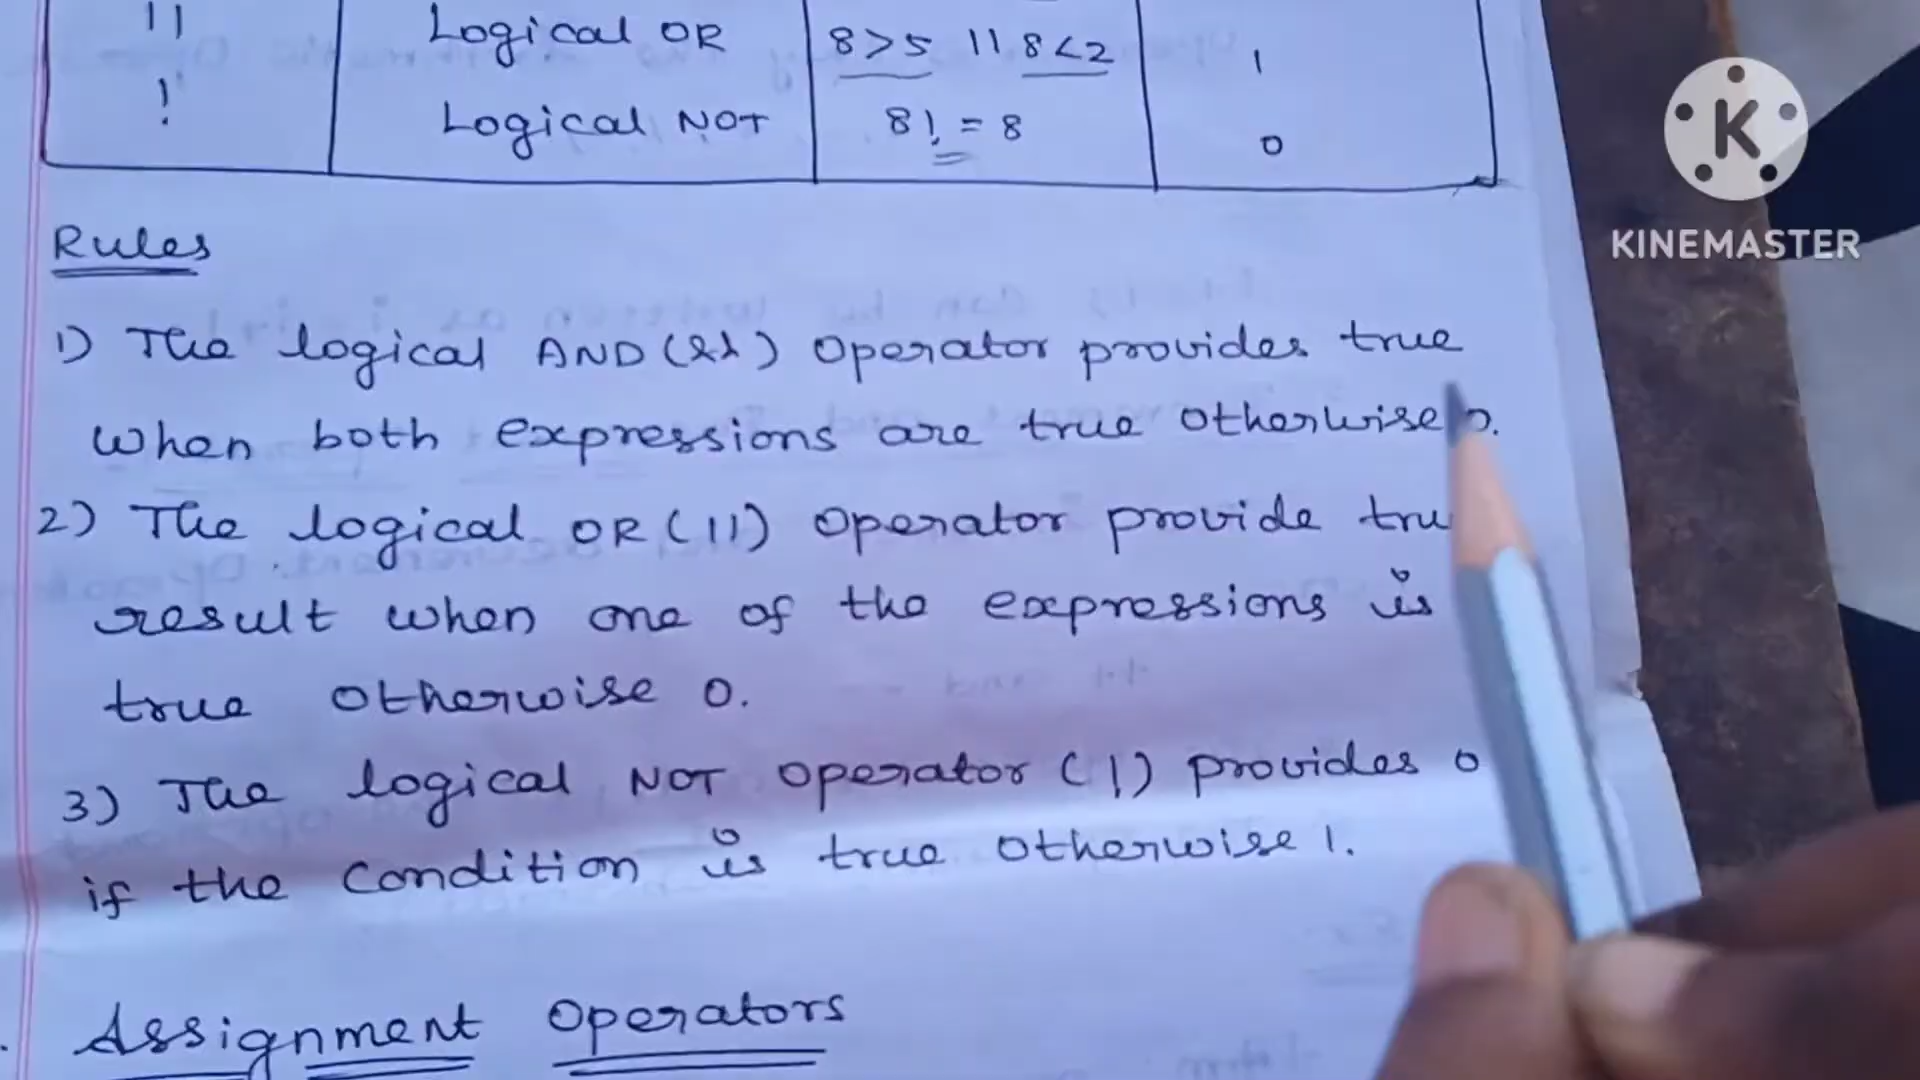 || Logical OR 8>5 || 8<2 1
! Logical NOT 8!=8 0
Rules
1) The logical AND(&&) Operator provides true
when both expressions are true otherwise 0.
2) The logical OR(||) Operator provide tru
result when one of the expressions is
true otherwise 0.
3) The logical NOT Operator (!) provides 0
if the condition is true otherwise 1.
Assignment Operators
K
KINEMASTER